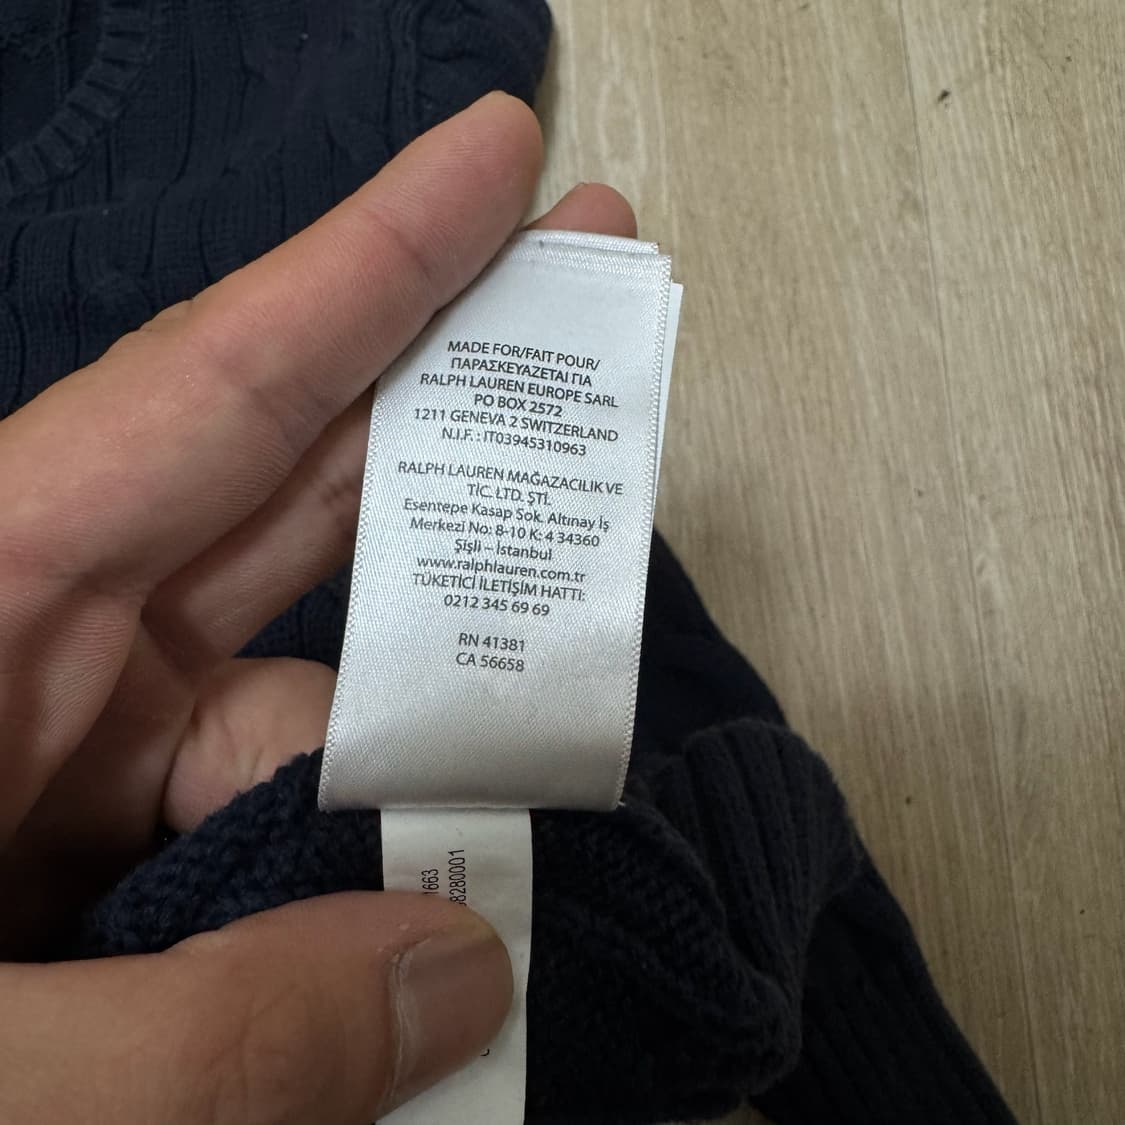 MADE FOR/FAIT POUR/
ΠΑΡΑΣΚΕΥΑΖΕΤΑΙ ΓΙΑ
RALPH LAUREN EUROPE SARL
PO BOX 2572
1211 GENEVA 2 SWITZERLAND
N.I.F. : IT03945310963
RALPH LAUREN MAĞAZACILIK VE
TİC. LTD. ŞTİ.
Esentepe Kasap Sok. Altınay İş
Merkezi No: 8-10 K: 4 34360
Şişli – İstanbul
www.ralphlauren.com.tr
TÜKETİCİ İLETİŞİM HATTI:
0212 345 69 69
RN 41381
CA 56658
1663
8280001